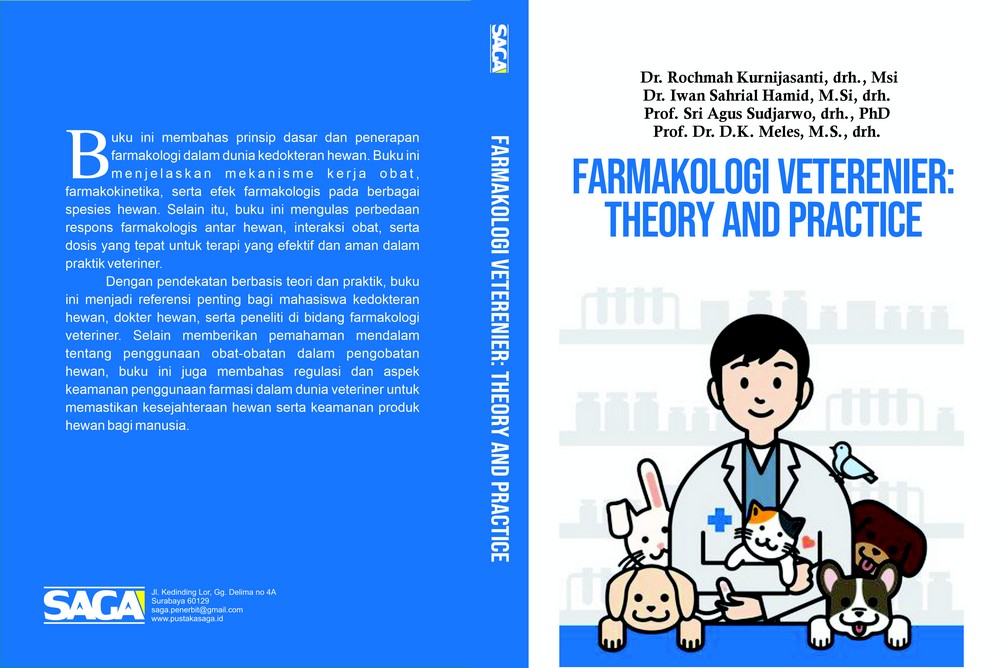 Buku ini membahas prinsip dasar dan penerapan
farmakologi dalam dunia kedokteran hewan. Buku ini
menjelaskan mekanisme kerja obat,
farmakokinetika, serta efek farmakologis pada berbagai
spesies hewan. Selain itu, buku ini mengulas perbedaan
respons farmakologis antar hewan, interaksi obat, serta
dosis yang tepat untuk terapi yang efektif dan aman dalam
praktik veteriner.
Dengan pendekatan berbasis teori dan praktik, buku
ini menjadi referensi penting bagi mahasiswa kedokteran
hewan, dokter hewan, serta peneliti di bidang farmakologi
veteriner. Selain memberikan pemahaman mendalam
tentang penggunaan obat-obatan dalam pengobatan
hewan, buku ini juga membahas regulasi dan aspek
keamanan penggunaan farmasi dalam dunia veteriner untuk
memastikan kesejahteraan hewan serta keamanan produk
hewan bagi manusia.
SAGA
Jl. Kedinding Lor, Gg. Delima no 4A
Surabaya 60129
saga.penerbit@gmail.com
www.pustakasaga.id
SAGA
FARMAKOLOGI VETERENIER: THEORY AND PRACTICE
Dr. Rochmah Kurnijasanti, drh., Msi
Dr. Iwan Sahrial Hamid, M.Si, drh.
Prof. Sri Agus Sudjarwo, drh., PhD
Prof. Dr. D.K. Meles, M.S., drh.
FARMAKOLOGI VETERENIER:
THEORY AND PRACTICE